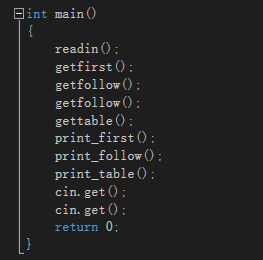 int main()
{
readin();
getfirst();
getfollow();
getfollow();
gettable();
print_first();
print_follow();
print_table();
cin.get();
cin.get();
return 0;
}